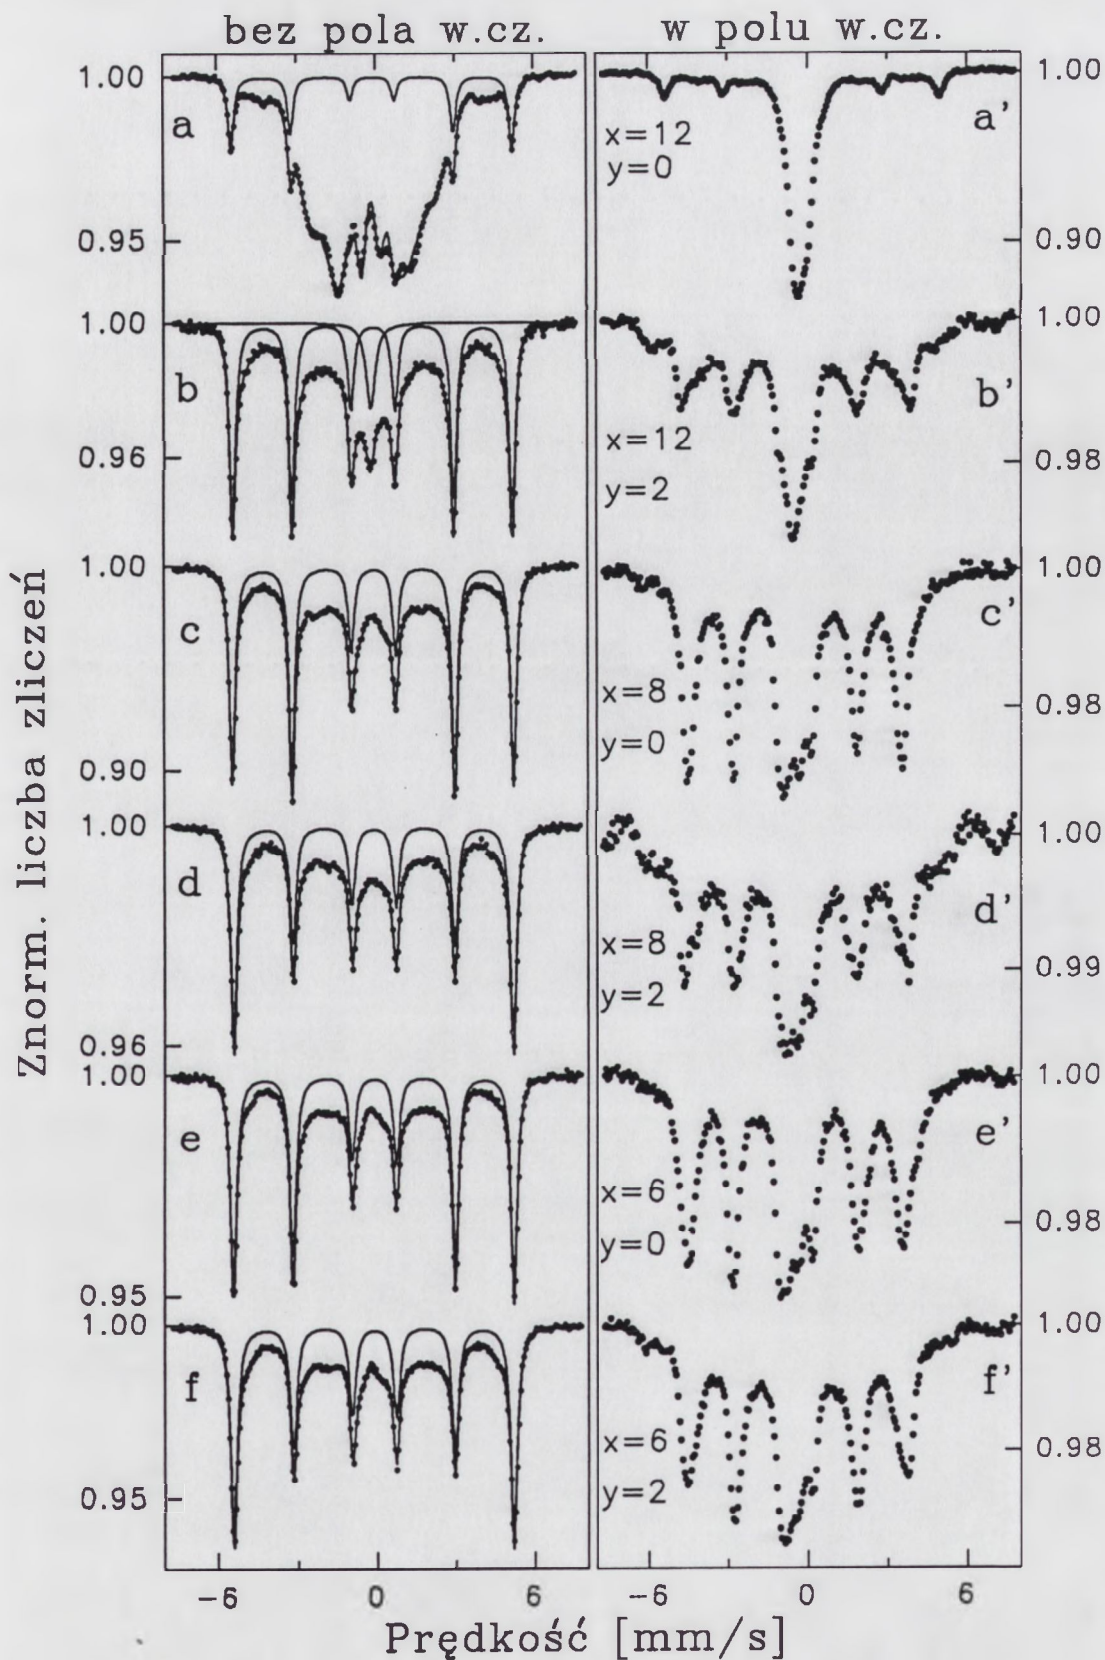 bez pola w.cz.
w polu w.cz.
1.00
0.95
a
x=12
y=0
a'
1.00
0.90
1.00
0.96
b
x=12
y=2
b'
1.00
0.98
1.00
0.90
c
x=8
y=0
c'
1.00
0.98
1.00
0.96
d
x=8
y=2
d'
1.00
0.99
1.00
0.95
e
x=6
y=0
e'
1.00
0.98
1.00
0.95
f
x=6
y=2
f'
1.00
0.98
Znorm. liczba zliczeń
-6
0
6
-6
0
6
Prędkość [mm/s]